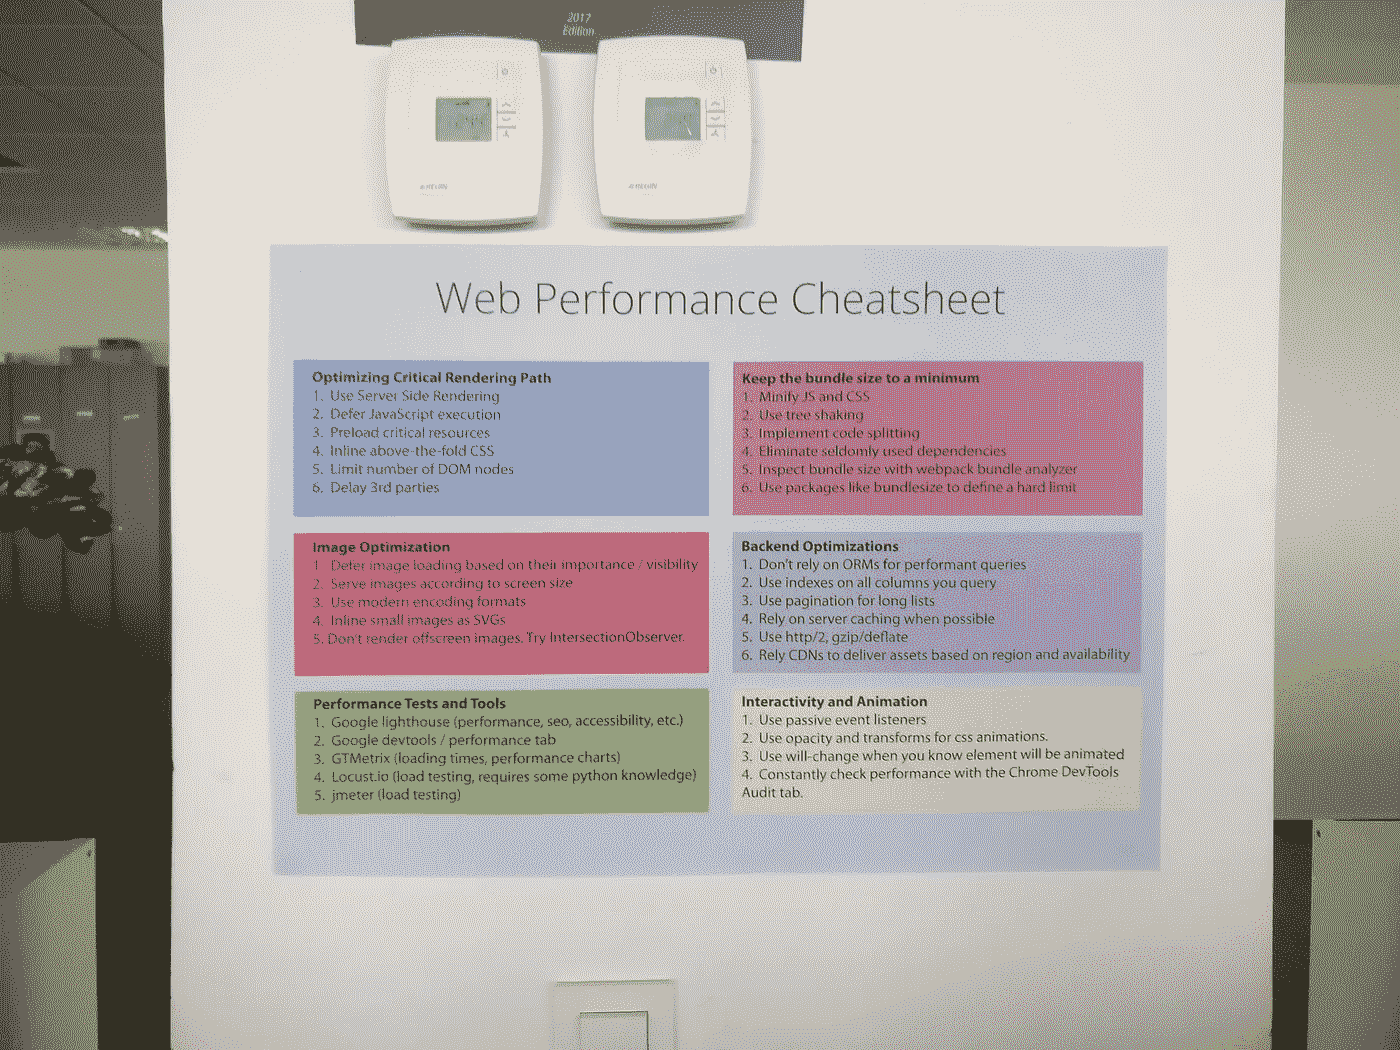 2017
Edition
Web Performance Cheatsheet
Optimizing Critical Rendering Path
1. Use Server Side Rendering
2. Defer JavaScript execution
3. Preload critical resources
4. Inline above-the-fold CSS
5. Limit number of DOM nodes
6. Delay 3rd parties
Keep the bundle size to a minimum
1. Minify JS and CSS
2. Use tree shaking
3. Implement code splitting
4. Eliminate seldomly used dependencies
5. Inspect bundle size with webpack bundle analyzer
6. Use packages like bundlesize to define a hard limit
Image Optimization
1 Defer image loading based on their importance / visibility
2. Serve images according to screen size
3. Use modern encoding formats
4. Inline small images as SVGs
5. Don't render offscreen images. Try IntersectionObserver.
Backend Optimizations
1. Don't rely on ORMs for performant queries
2. Use indexes on all columns you query
3. Use pagination for long lists
4. Rely on server caching when possible
5. Use http/2, gzip/deflate
6. Rely CDNs to deliver assets based on region and availability
Performance Tests and Tools
1. Google lighthouse (performance, seo, accessibility, etc.)
2. Google devtools / performance tab
3. GTMetrix (loading times, performance charts)
4. Locust.io (load testing, requires some python knowledge)
5. jmeter (load testing)
Interactivity and Animation
1. Use passive event listeners
2. Use opacity and transforms for css animations.
3. Use will-change when you know element will be animated
4. Constantly check performance with the Chrome DevTools
Audit tab.